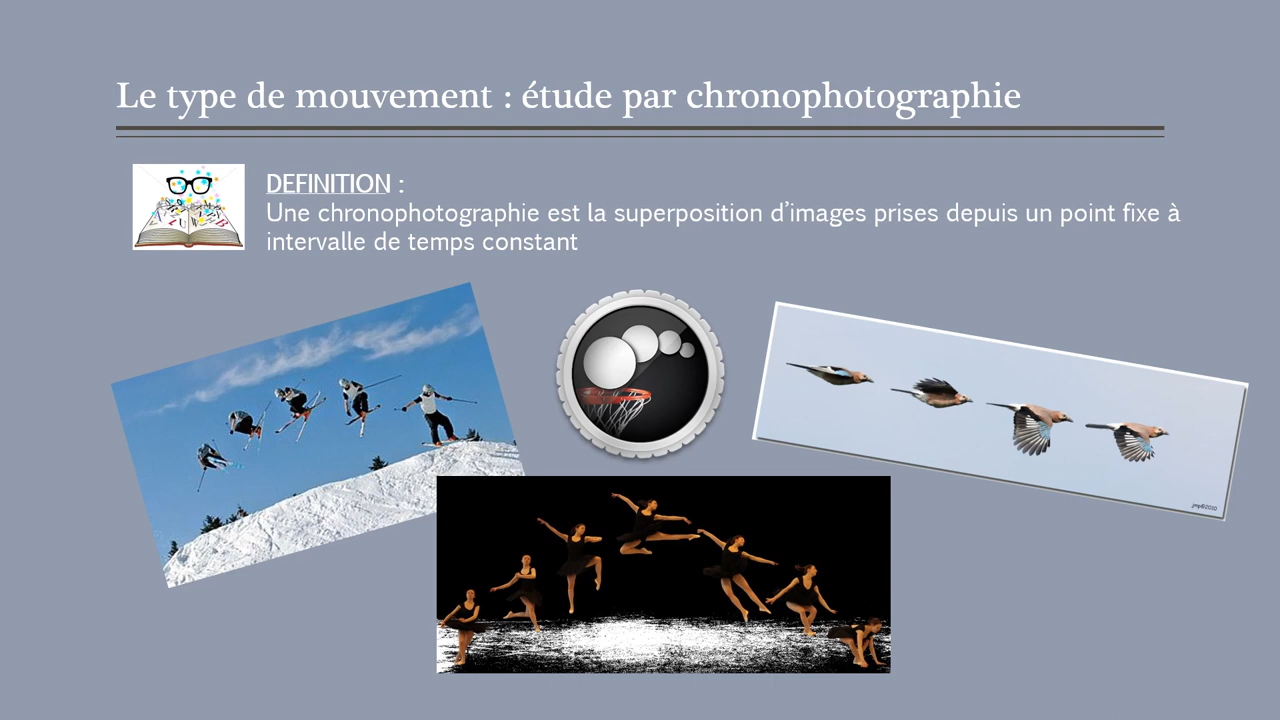 Le type de mouvement : étude par chronophotographie
DEFINITION :
Une chronophotographie est la superposition d’images prises depuis un point fixe à
intervalle de temps constant